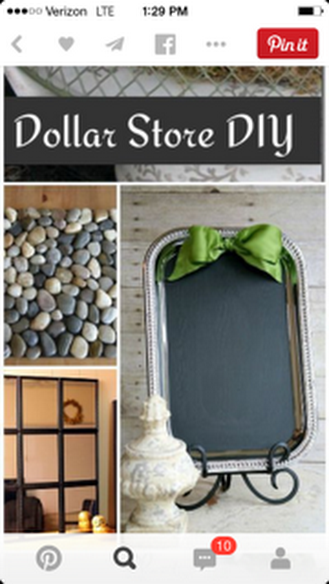 Verizon LTE 1:29 PM
Pin it
Dollar Store DIY
10